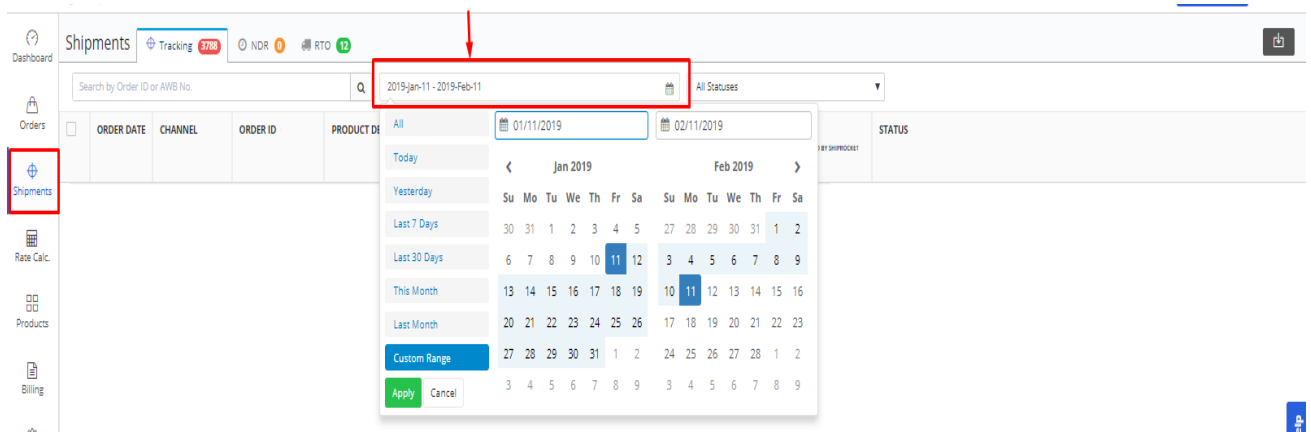 Dashboard
Orders
Shipments
Rate Calc.
Products
Billing
Shipments Tracking 3788 NDR 0 RTO 12
Search by Order ID or AWB No. 2019-Jan-11 - 2019-Feb-11 All Statuses
ORDER DATE CHANNEL ORDER ID PRODUCT DE STATUS
BY SHIPROCKET
All
Today
Yesterday
Last 7 Days
Last 30 Days
This Month
Last Month
Custom Range
Apply Cancel
01/11/2019
Jan 2019
Su Mo Tu We Th Fr Sa
30 31 1 2 3 4 5
6 7 8 9 10 11 12
13 14 15 16 17 18 19
20 21 22 23 24 25 26
27 28 29 30 31 1 2
3 4 5 6 7 8 9
02/11/2019
Feb 2019
Su Mo Tu We Th Fr Sa
27 28 29 30 31 1 2
3 4 5 6 7 8 9
10 11 12 13 14 15 16
17 18 19 20 21 22 23
24 25 26 27 28 1 2
3 4 5 6 7 8 9